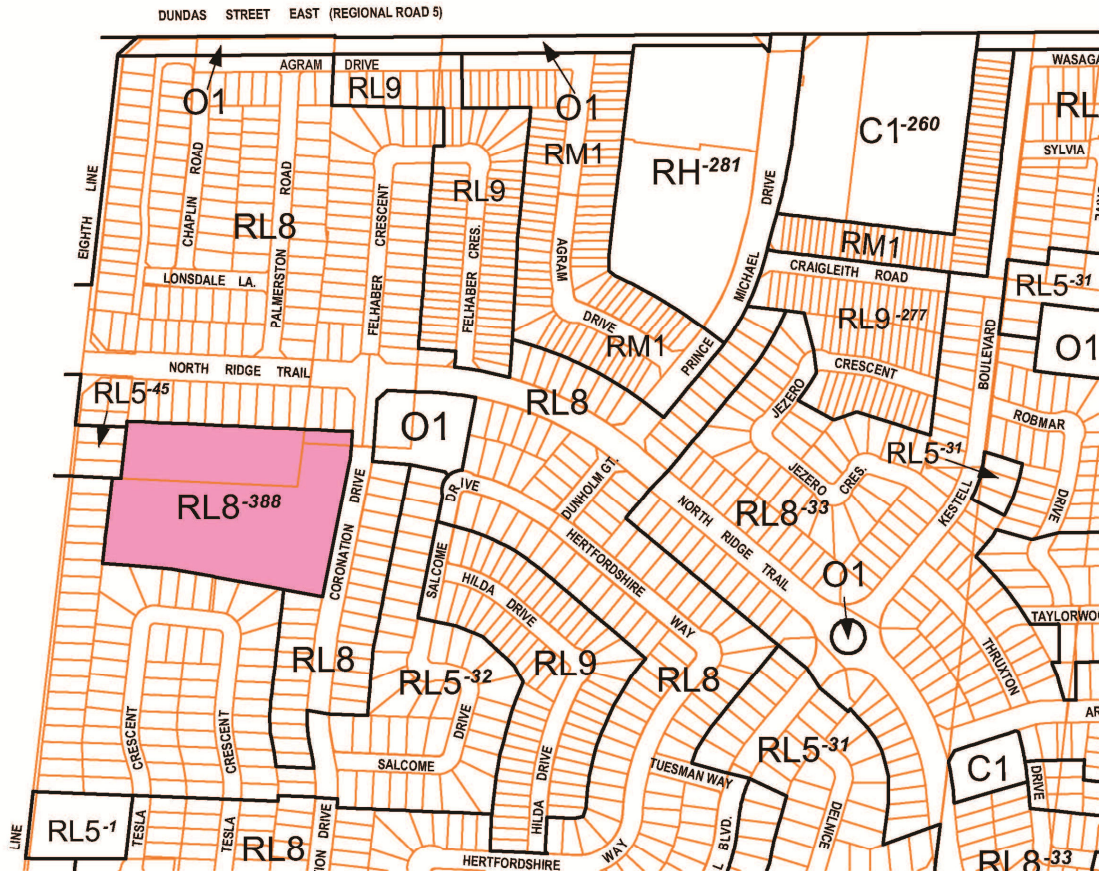 DUNDAS STREET EAST (REGIONAL ROAD 5)
AGRAM DRIVE
WASAGA
O1
RL9
O1
C1-260
RL
RM1
RH-281
SYLVIA
EIGHTH LINE
CHAPLIN ROAD
PALMERSTON ROAD
RL8
FELHABER CRESCENT
RL9
FELHABER CRES.
AGRAM DRIVE
RM1
PRINCE MICHAEL DRIVE
RM1
CRAIGLEITH ROAD
RL5-31
LONSDALE LA.
RL9-277
O1
CRESCENT
BOULEVARD
NORTH RIDGE TRAIL
RL5-45
RL8
JEZERO
ROBMAR
DRIVE
O1
RL5-31
JEZERO CRES.
KESTELL
RL8-388
CORONATION DRIVE
DRIVE
SALCOME
DUNHOLM GT.
NORTH RIDGE TRAIL
RL8-33
O1
HERTFORDSHIRE WAY
HILDA DRIVE
TAYLORWOO
THRUXTON
RL8
RL5-32
RL9
RL8
CRESCENT
CRESCENT
DRIVE
SALCOME
HILDA DRIVE
TUESMAN WAY
RL5-31
AR
C1
DRIVE
LINE
RL5-1
TESLA
TESLA
RL8
TION DRIVE
HERTFORDSHIRE WAY
L BLVD.
DELNICE
RL8-33